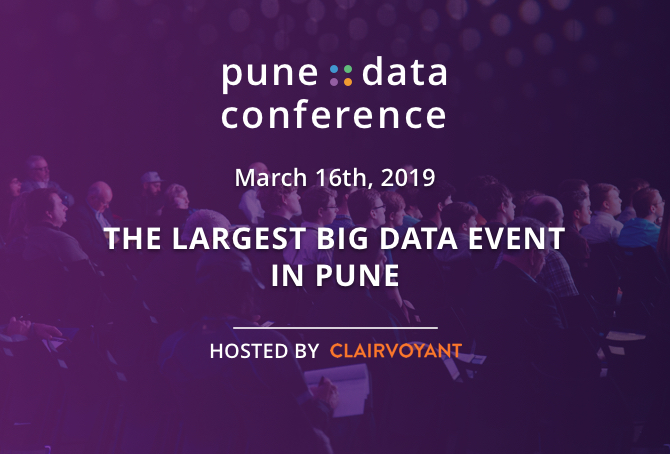 pune data
conference
March 16th, 2019
THE LARGEST BIG DATA EVENT
IN PUNE
HOSTED BY CLAIRVOYANT